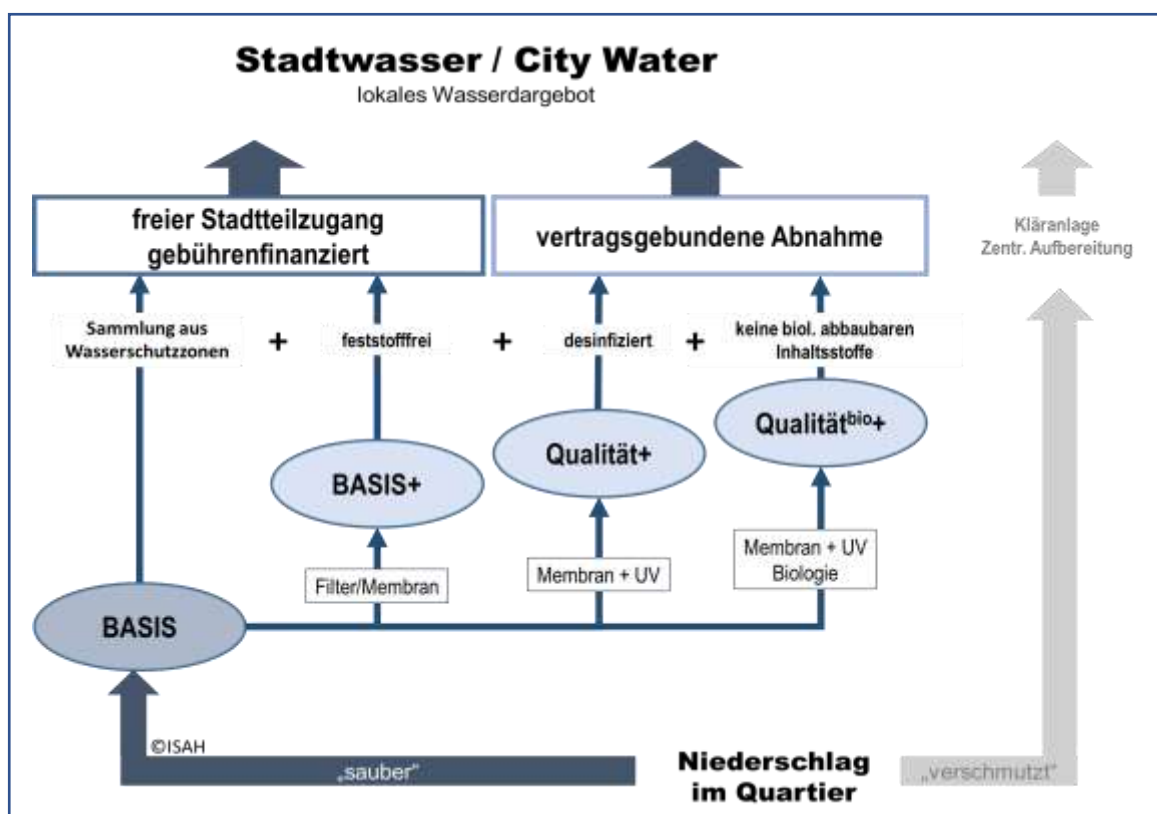 Stadtwasser / City Water
lokales Wasserdargebot
freier Stadtteilzugang
gebührenfinanziert
vertragsgebundene Abnahme
Kläranlage
Zentr. Aufbereitung
Sammlung aus
Wasserschutzzonen
+
feststofffrei
+
desinfiziert
+
keine biol. abbaubaren
Inhaltsstoffe
Qualität^bio+
Qualität+
BASIS+
Membran + UV
Biologie
Membran + UV
Filter/Membran
BASIS
©ISAH
„sauber"
Niederschlag
im Quartier
„verschmutzt"